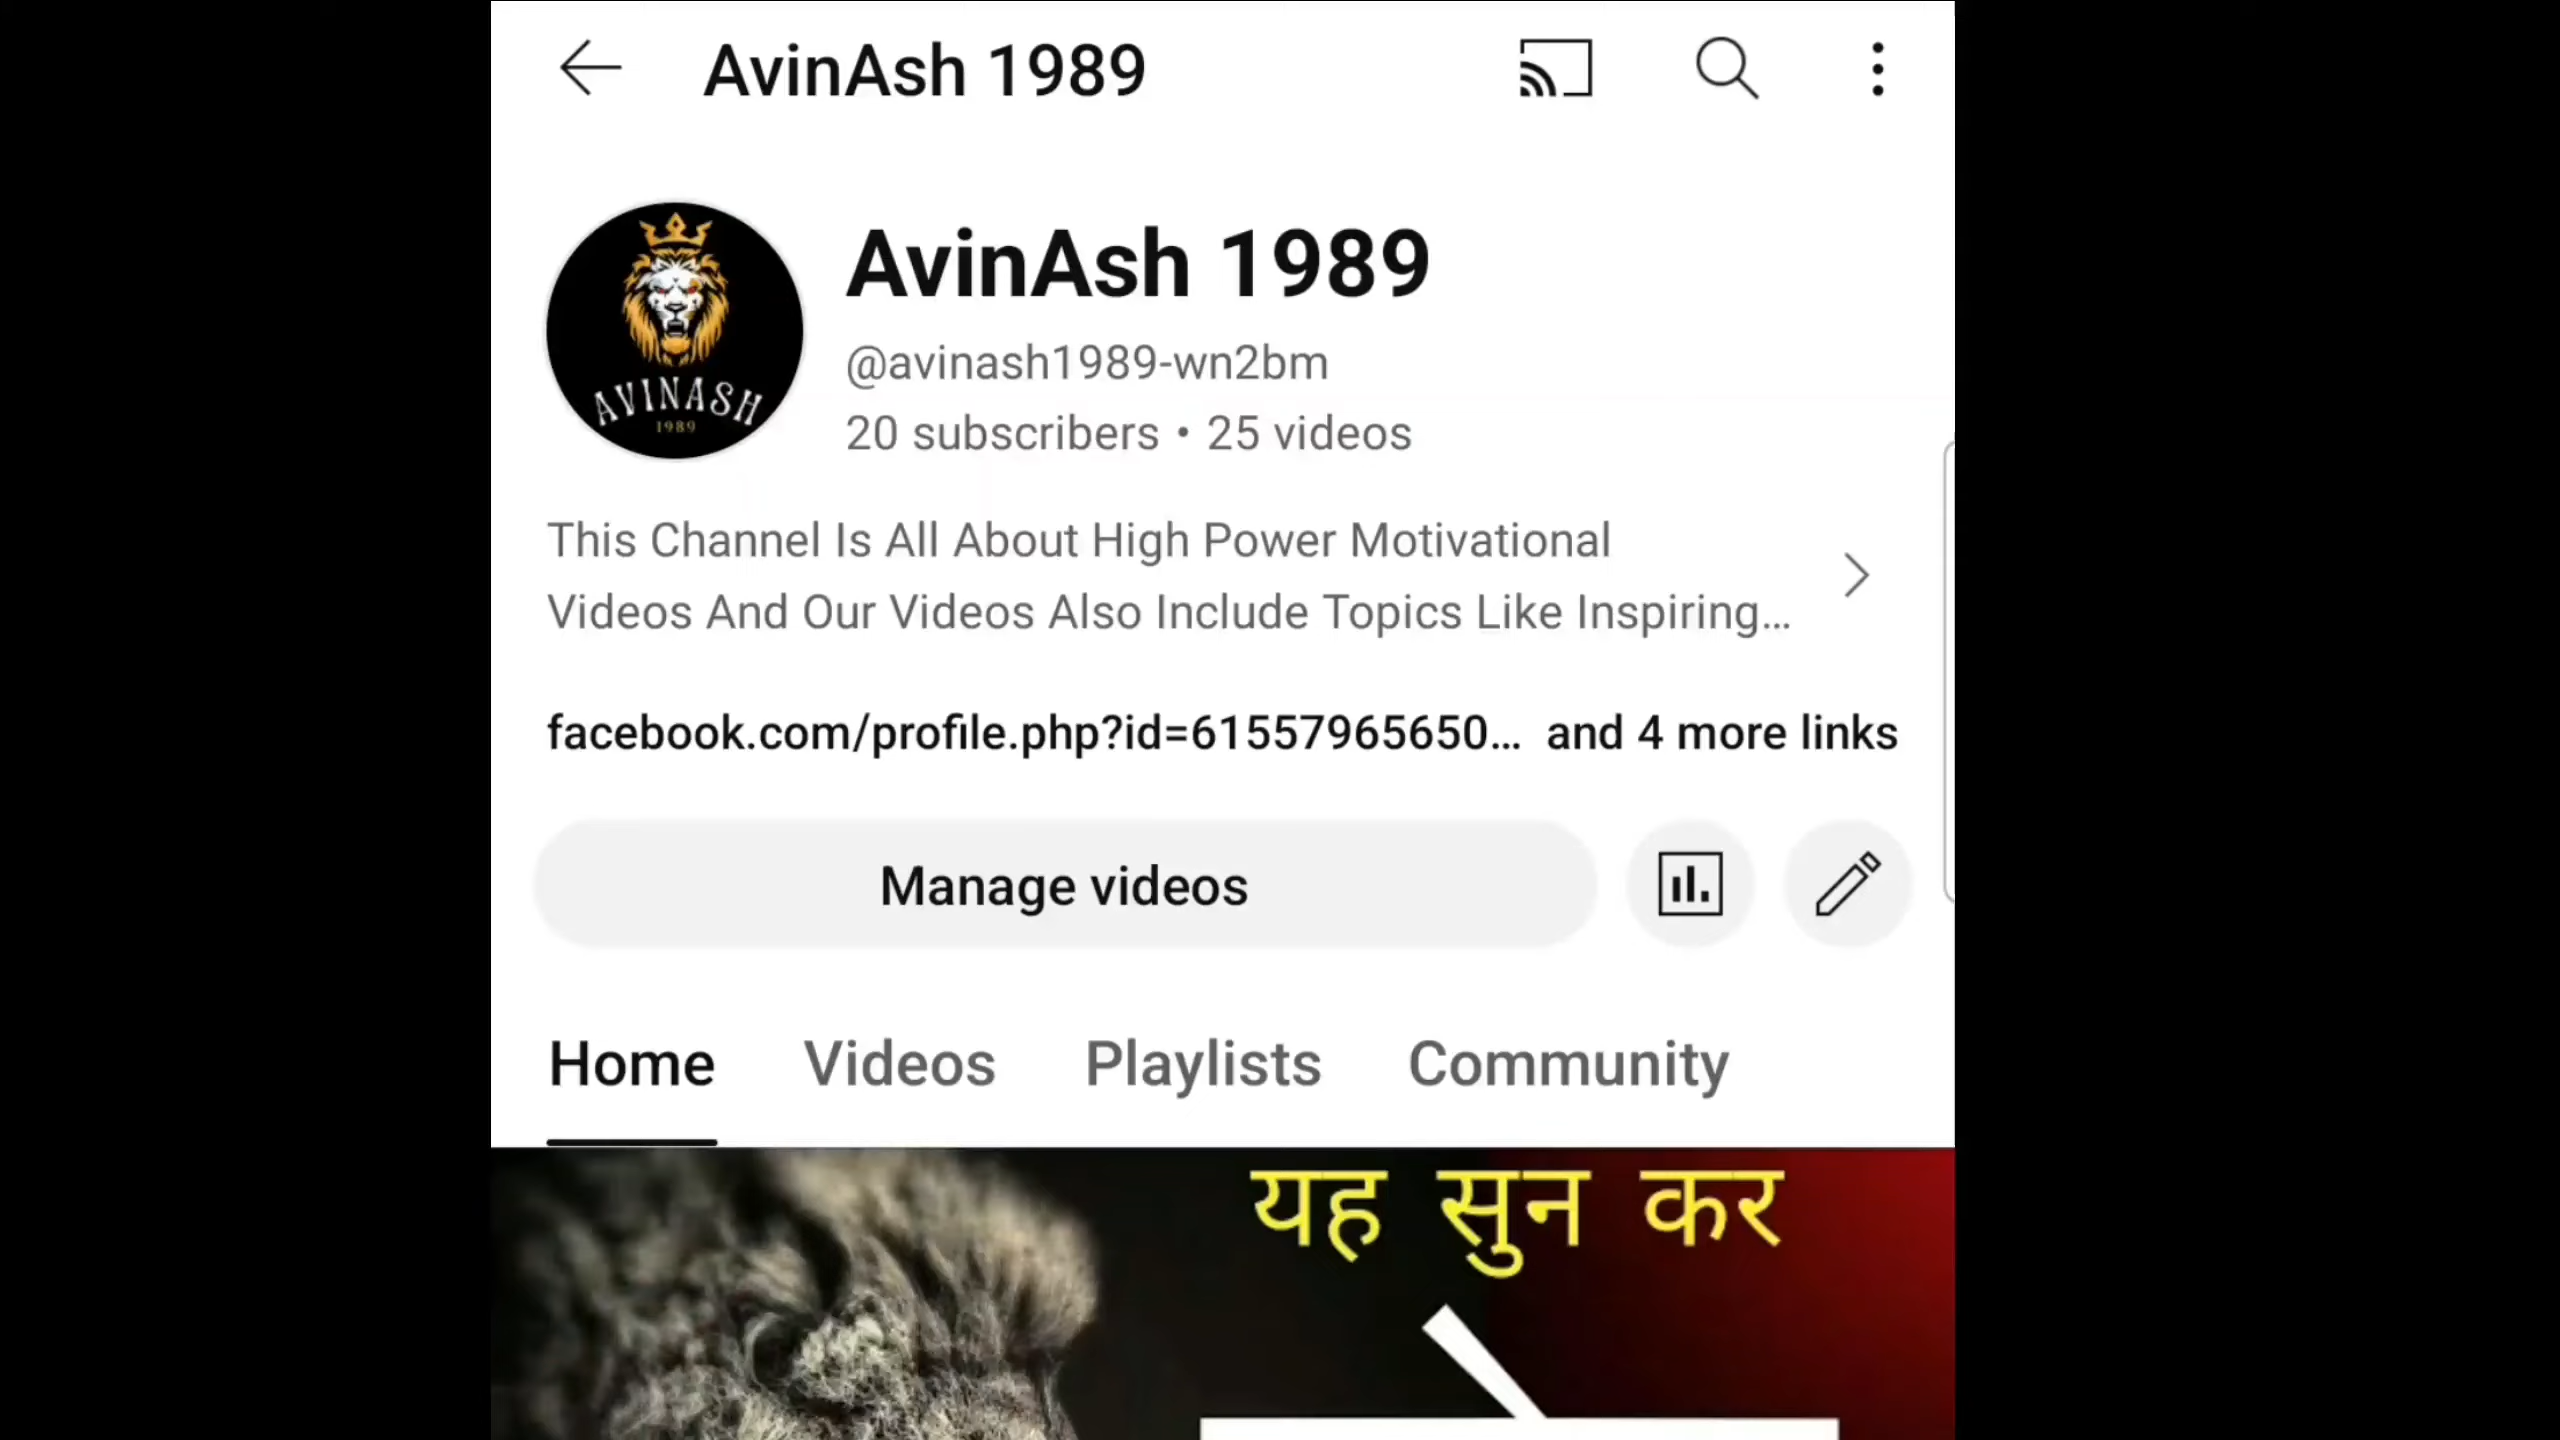 AvinAsh 1989
AVINASH
1989
AvinAsh 1989
@avinash1989-wn2bm
20 subscribers • 25 videos
This Channel Is All About High Power Motivational
Videos And Our Videos Also Include Topics Like Inspiring...
facebook.com/profile.php?id=61557965650... and 4 more links
Manage videos
Home Videos Playlists Community
यह सुन कर